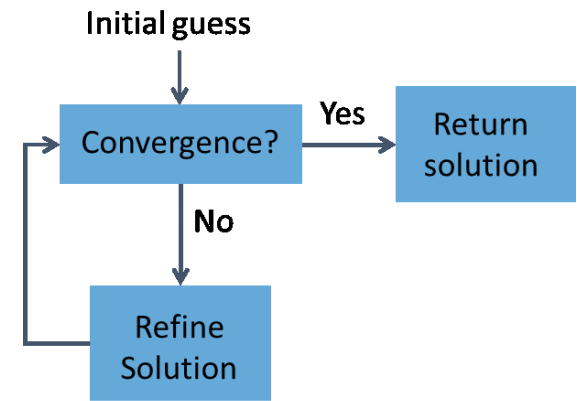 Initial guess
Convergence?
Yes
Return
solution
No
Refine
Solution